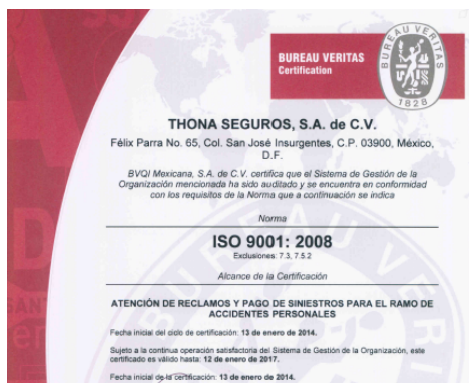 BUREAU VERITAS
Certification
BUREAU VERITAS
1828
THONA SEGUROS, S.A. de C.V.
Félix Parra No. 65, Col. San José Insurgentes, C.P. 03900, México,
D.F.
BVQI Mexicana, S.A. de C.V. certifica que el Sistema de Gestión de la
Organización mencionada ha sido auditado y se encuentra en conformidad
con los requisitos de la Norma que a continuación se indica
Norma
ISO 9001: 2008
Exclusiones: 7.3, 7.5.2
Alcance de la Certificación
ATENCIÓN DE RECLAMOS Y PAGO DE SINIESTROS PARA EL RAMO DE
ACCIDENTES PERSONALES
Fecha inicial del ciclo de certificación: 13 de enero de 2014.
Sujeto a la continua operación satisfactoria del Sistema de Gestión de la Organización, este
certificado es válido hasta: 12 de enero de 2017.
Fecha inicial de la certificación: 13 de enero de 2014.